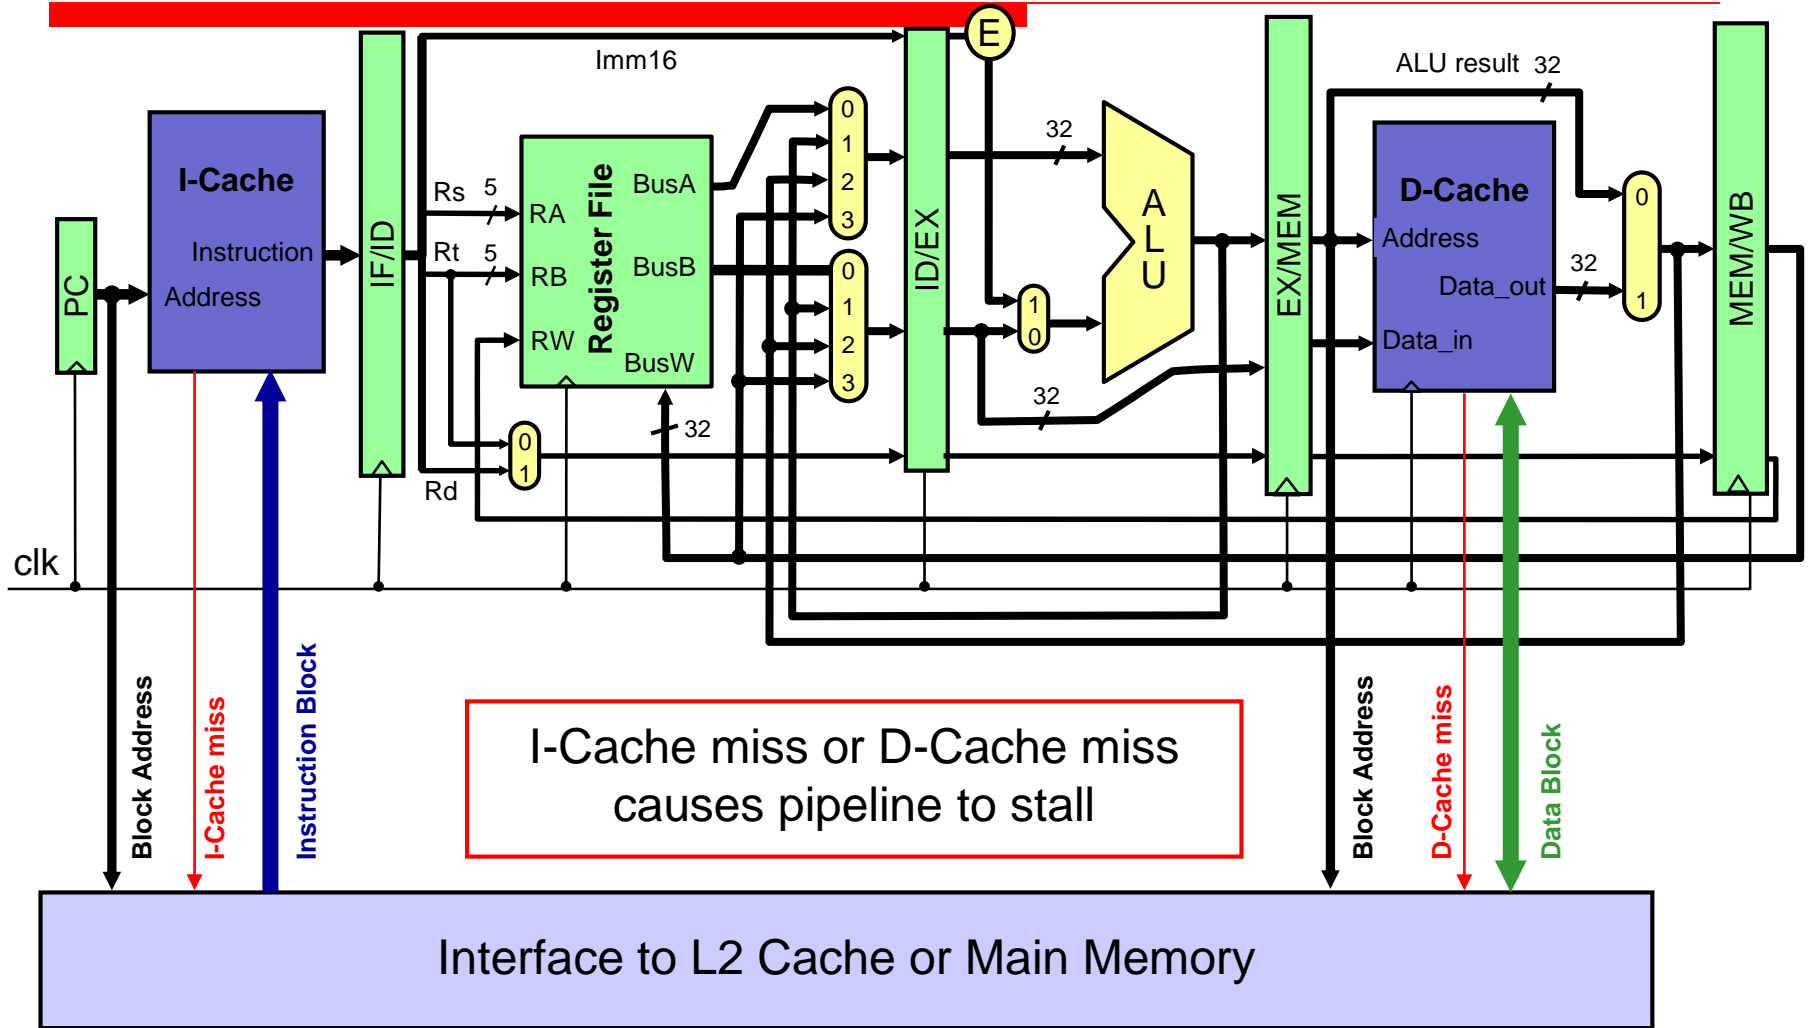 E
Imm16
ALU result 32
I-Cache
Instruction
Address
PC
IF/ID
Rs 5
Rt 5
Rd
RA
RB
RW
Register File
BusA
BusB
BusW
32
0
1
0
1
2
3
0
1
2
3
ID/EX
32
1
0
32
ALU
EX/MEM
D-Cache
Address
Data_out
Data_in
32
0
1
MEM/WB
clk
Block Address
I-Cache miss
Instruction Block
I-Cache miss or D-Cache miss
causes pipeline to stall
Block Address
D-Cache miss
Data Block
Interface to L2 Cache or Main Memory